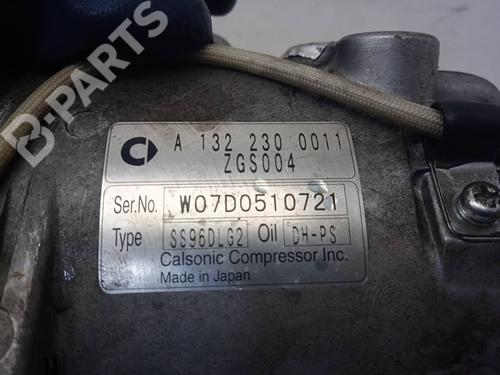 B-PARTS
A 132 230 0011
ZGS004
Ser.No. W07D0510721
Type SS96DLG2 Oil DH-PS
Calsonic Compressor Inc.
Made in Japan
B-PARTS